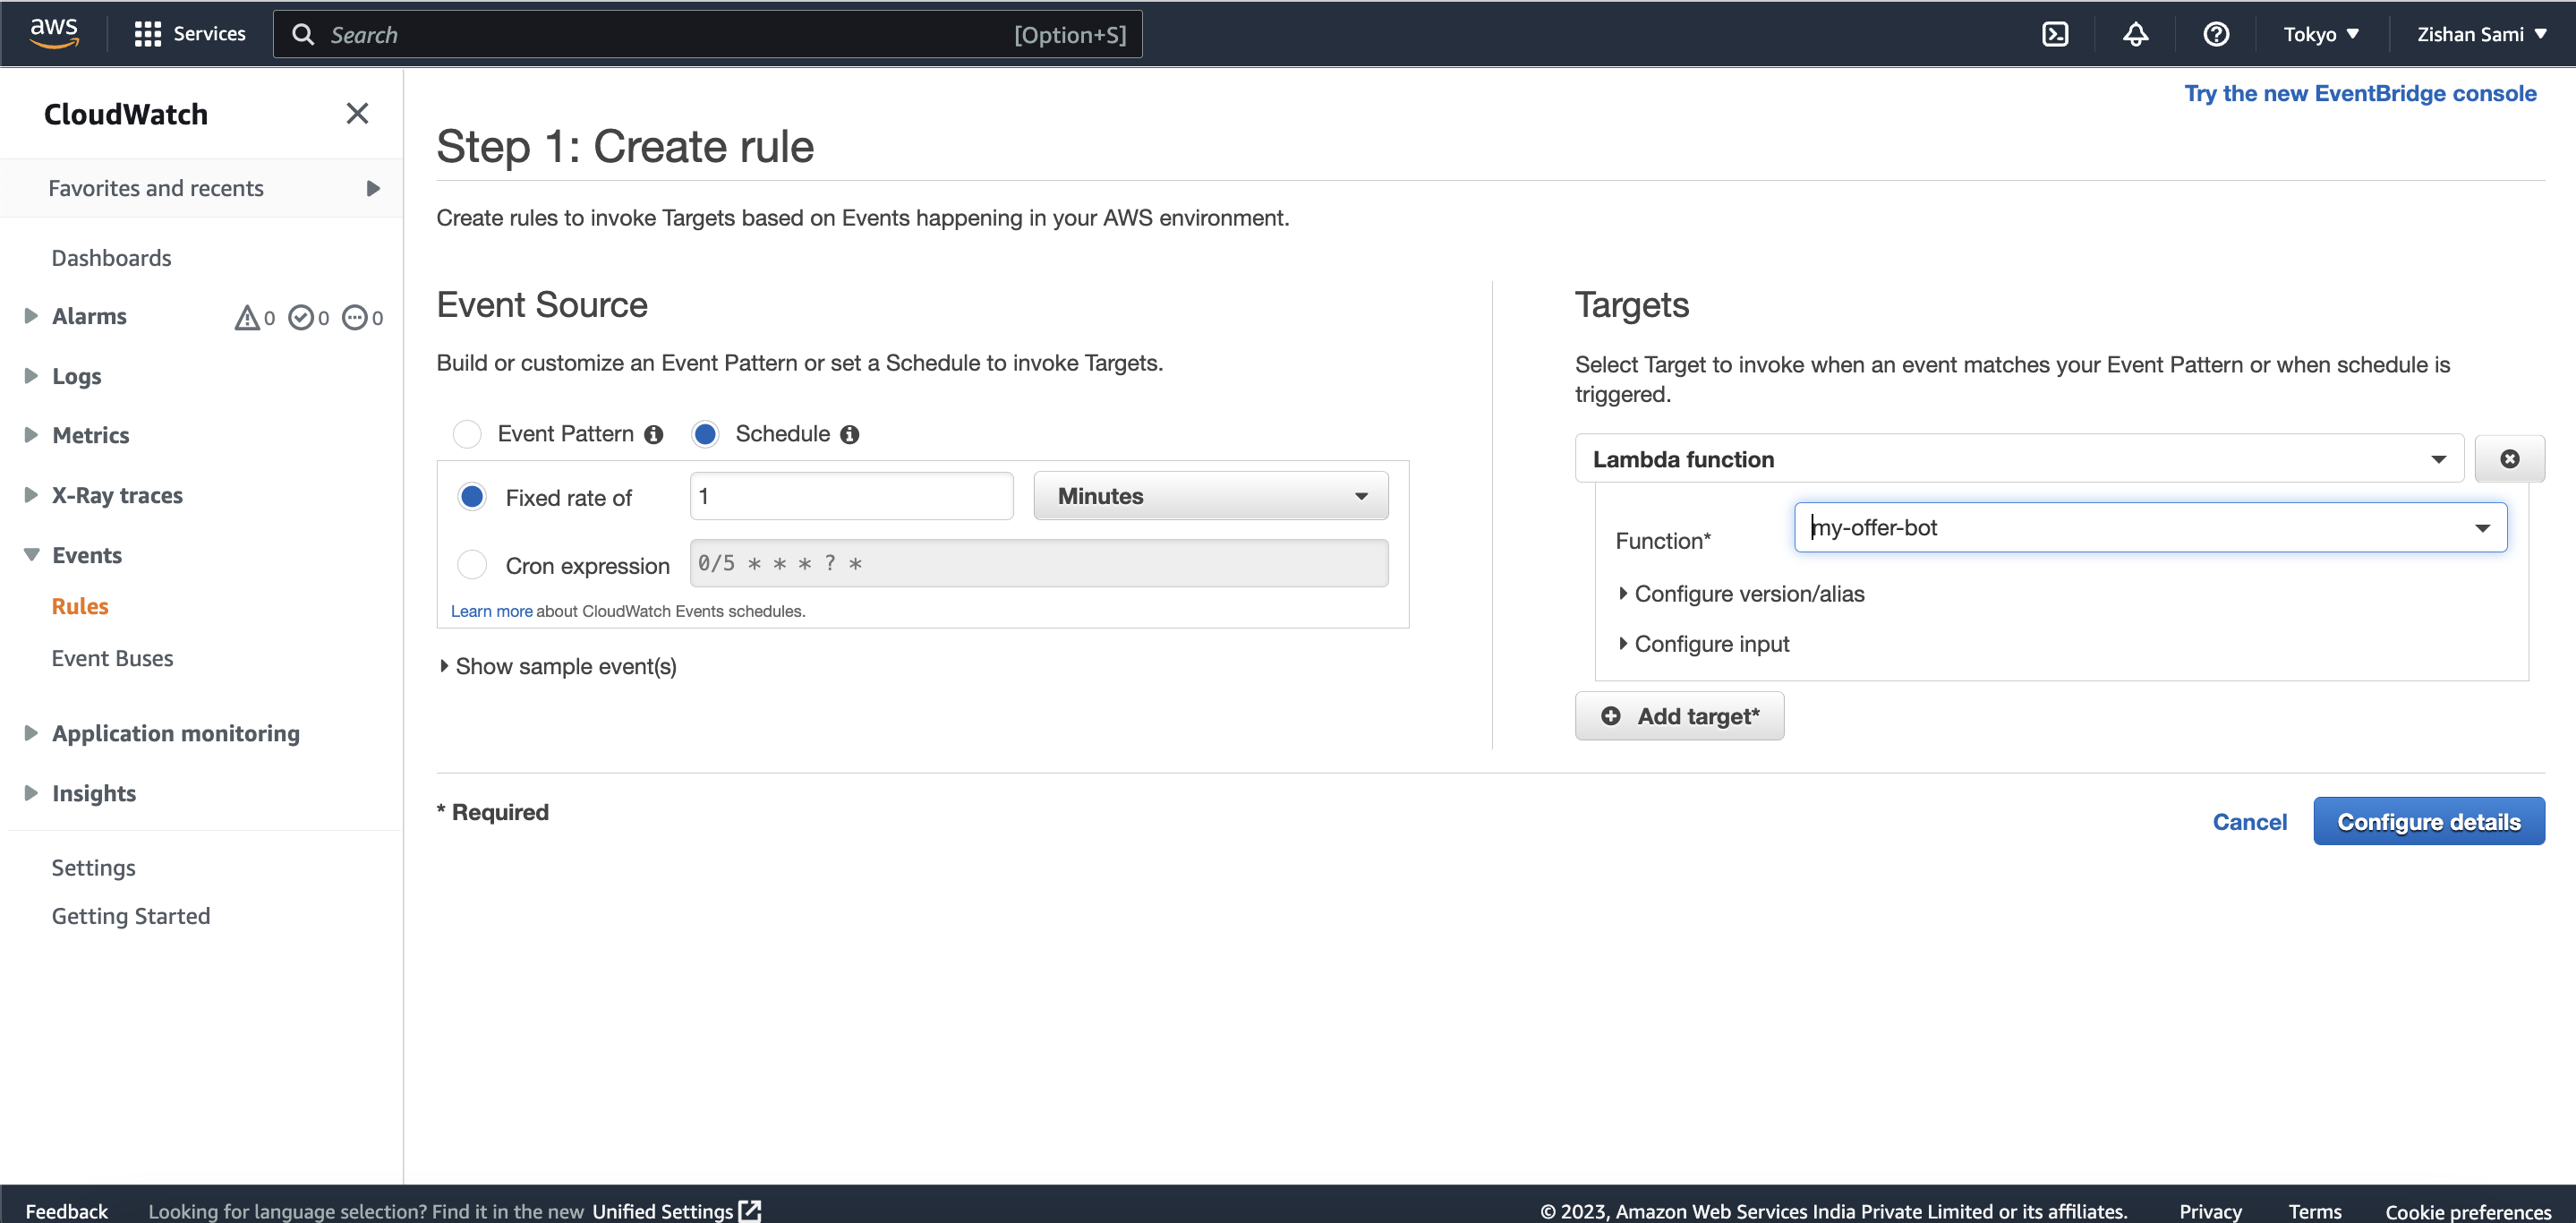 aws
Services
Search
[Option+S]
Tokyo
Zishan Sami
CloudWatch
Favorites and recents
Dashboards
Alarms
0
0
0
Logs
Metrics
X-Ray traces
Events
Rules
Event Buses
Application monitoring
Insights
Settings
Getting Started
Try the new EventBridge console
Step 1: Create rule
Create rules to invoke Targets based on Events happening in your AWS environment.
Event Source
Build or customize an Event Pattern or set a Schedule to invoke Targets.
Event Pattern
Schedule
Fixed rate of
1
Minutes
Cron expression
0/5 * * * ? *
Learn more about CloudWatch Events schedules.
Show sample event(s)
Targets
Select Target to invoke when an event matches your Event Pattern or when schedule is
triggered.
Lambda function
Function*
my-offer-bot
Configure version/alias
Configure input
Add target*
* Required
Cancel
Configure details
Feedback
Looking for language selection? Find it in the new Unified Settings
© 2023, Amazon Web Services India Private Limited or its affiliates.
Privacy
Terms
Cookie preferences